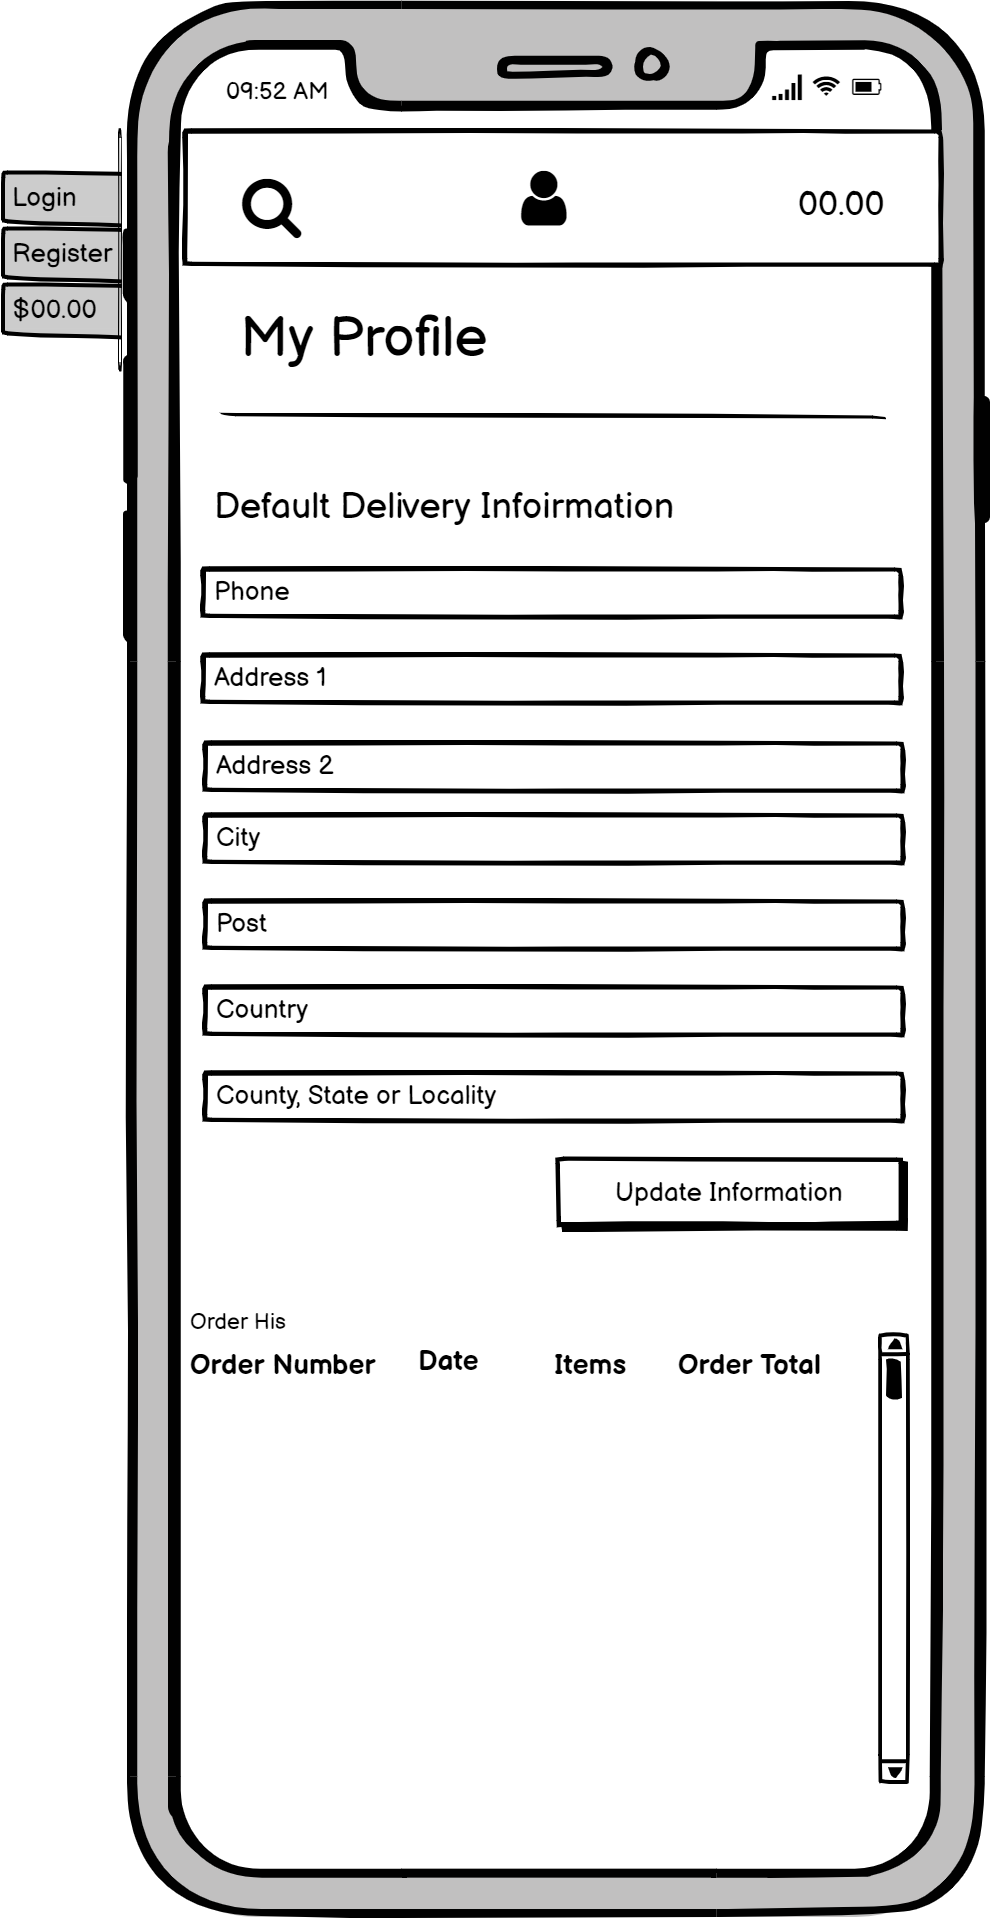 09:52 AM
Login
Register
$00.00
00.00
My Profile
Default Delivery Infoirmation
Phone
Address 1
Address 2
City
Post
Country
County, State or Locality
Update Information
Order His
Order Number Date Items Order Total